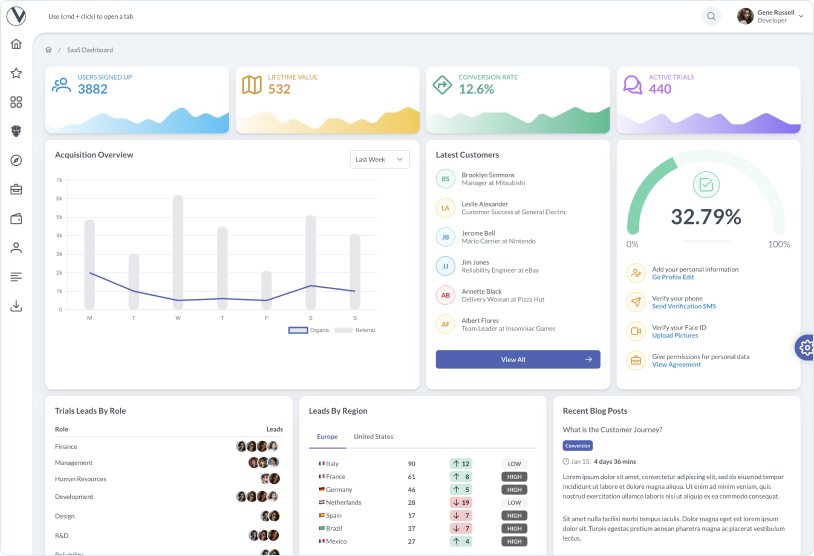 Use (cmnd + click) to open a tab
Gene Russell
Developer
/ SaaS Dashboard
USERS SIGNED UP
3882
LIFETIME VALUE
532
CONVERSION RATE
12.6%
ACTIVE TRIALS
440
Acquisition Overview
Last Week
7k
6k
5k
4k
3k
2k
1k
0
M T W T F S S
Organic Referral
Latest Customers
BS
Brooklyn Simmons
Manager at Mitsubishi
LA
Leslie Alexander
Customer Success at General Electric
JB
Jerome Bell
Mario Carrier at Nintendo
JJ
Jim Jones
Reliability Engineer at eBay
AB
Annette Black
Delivery Woman at Pizza Hut
AF
Albert Flores
Team Leader at Insomniac Games
View All
32.79%
0% 100%
Add your personal information
Go Profile Edit
Verify your phone
Send Verification SMS
Verify your Face ID
Upload Pictures
Give permissions for personal data
View Agreement
Trials Leads By Role
Role Leads
Finance
Management
Human Resources
Development
Design
R&D
Reliability
Leads By Region
Europe United States
Italy 90 12 LOW
France 61 8 HIGH
Germany 46 5 HIGH
Netherlands 28 19 LOW
Spain 17 7 HIGH
Brazil 37 7 HIGH
Mexico 27 4 HIGH
Recent Blog Posts
What is the Customer Journey?
Conversion
Jan 15. 4 days 36 mins
Lorem ipsum dolor sit amet, consectetur adipiscing elit, sed do eiusmod tempor
incididunt ut labore et dolore magna aliqua. Ut enim ad minim veniam, quis
nostrud exercitation ullamco laboris nisi ut aliquip ex ea commodo consequat.
Sit amet nulla facilisi morbi tempus iaculis. Dolor magna eget est lorem ipsum
dolor sit. Turpis egestas pretium aenean pharetra magna ac placerat vestibulum
lectus.